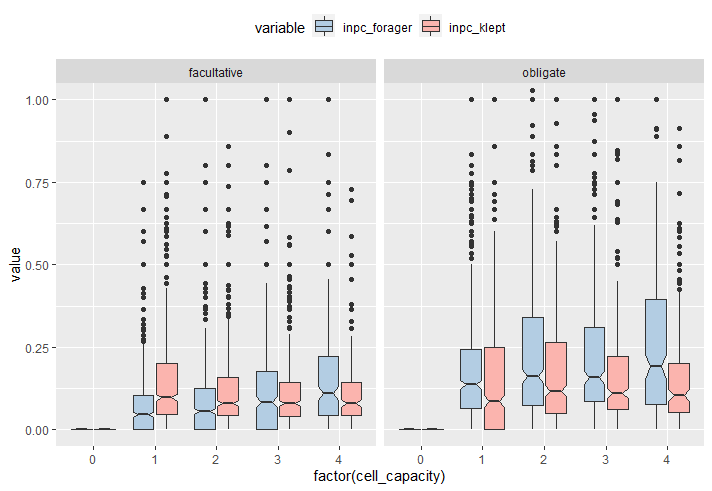 variable inpc_forager inpc_klept
facultative obligate
1.00
0.75
0.50
0.25
0.00
0 1 2 3 4 0 1 2 3 4
factor(cell_capacity)
value